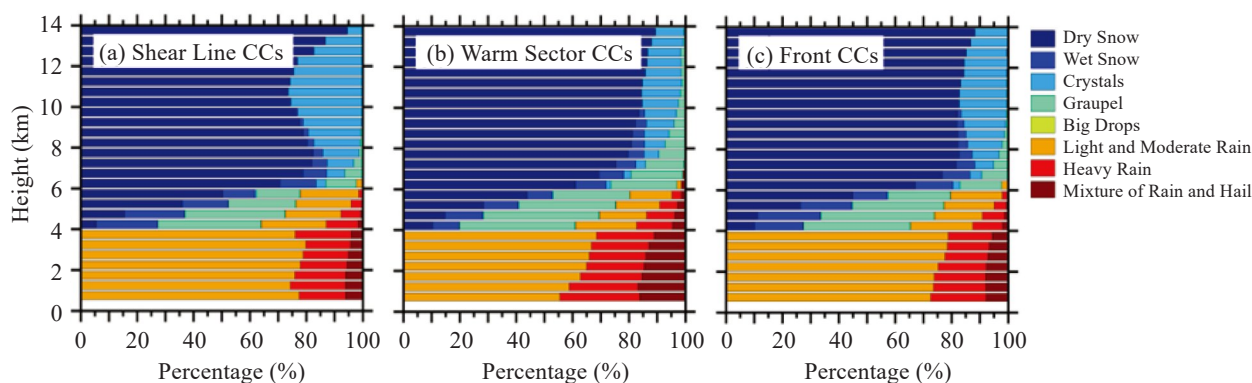 (a) Shear Line CCs
(b) Warm Sector CCs
(c) Front CCs
Height (km)
14
12
10
8
6
4
2
0
0 20 40 60 80 100
0 20 40 60 80 100
0 20 40 60 80 100
Percentage (%)
Percentage (%)
Percentage (%)
Dry Snow
Wet Snow
Crystals
Graupel
Big Drops
Light and Moderate Rain
Heavy Rain
Mixture of Rain and Hail